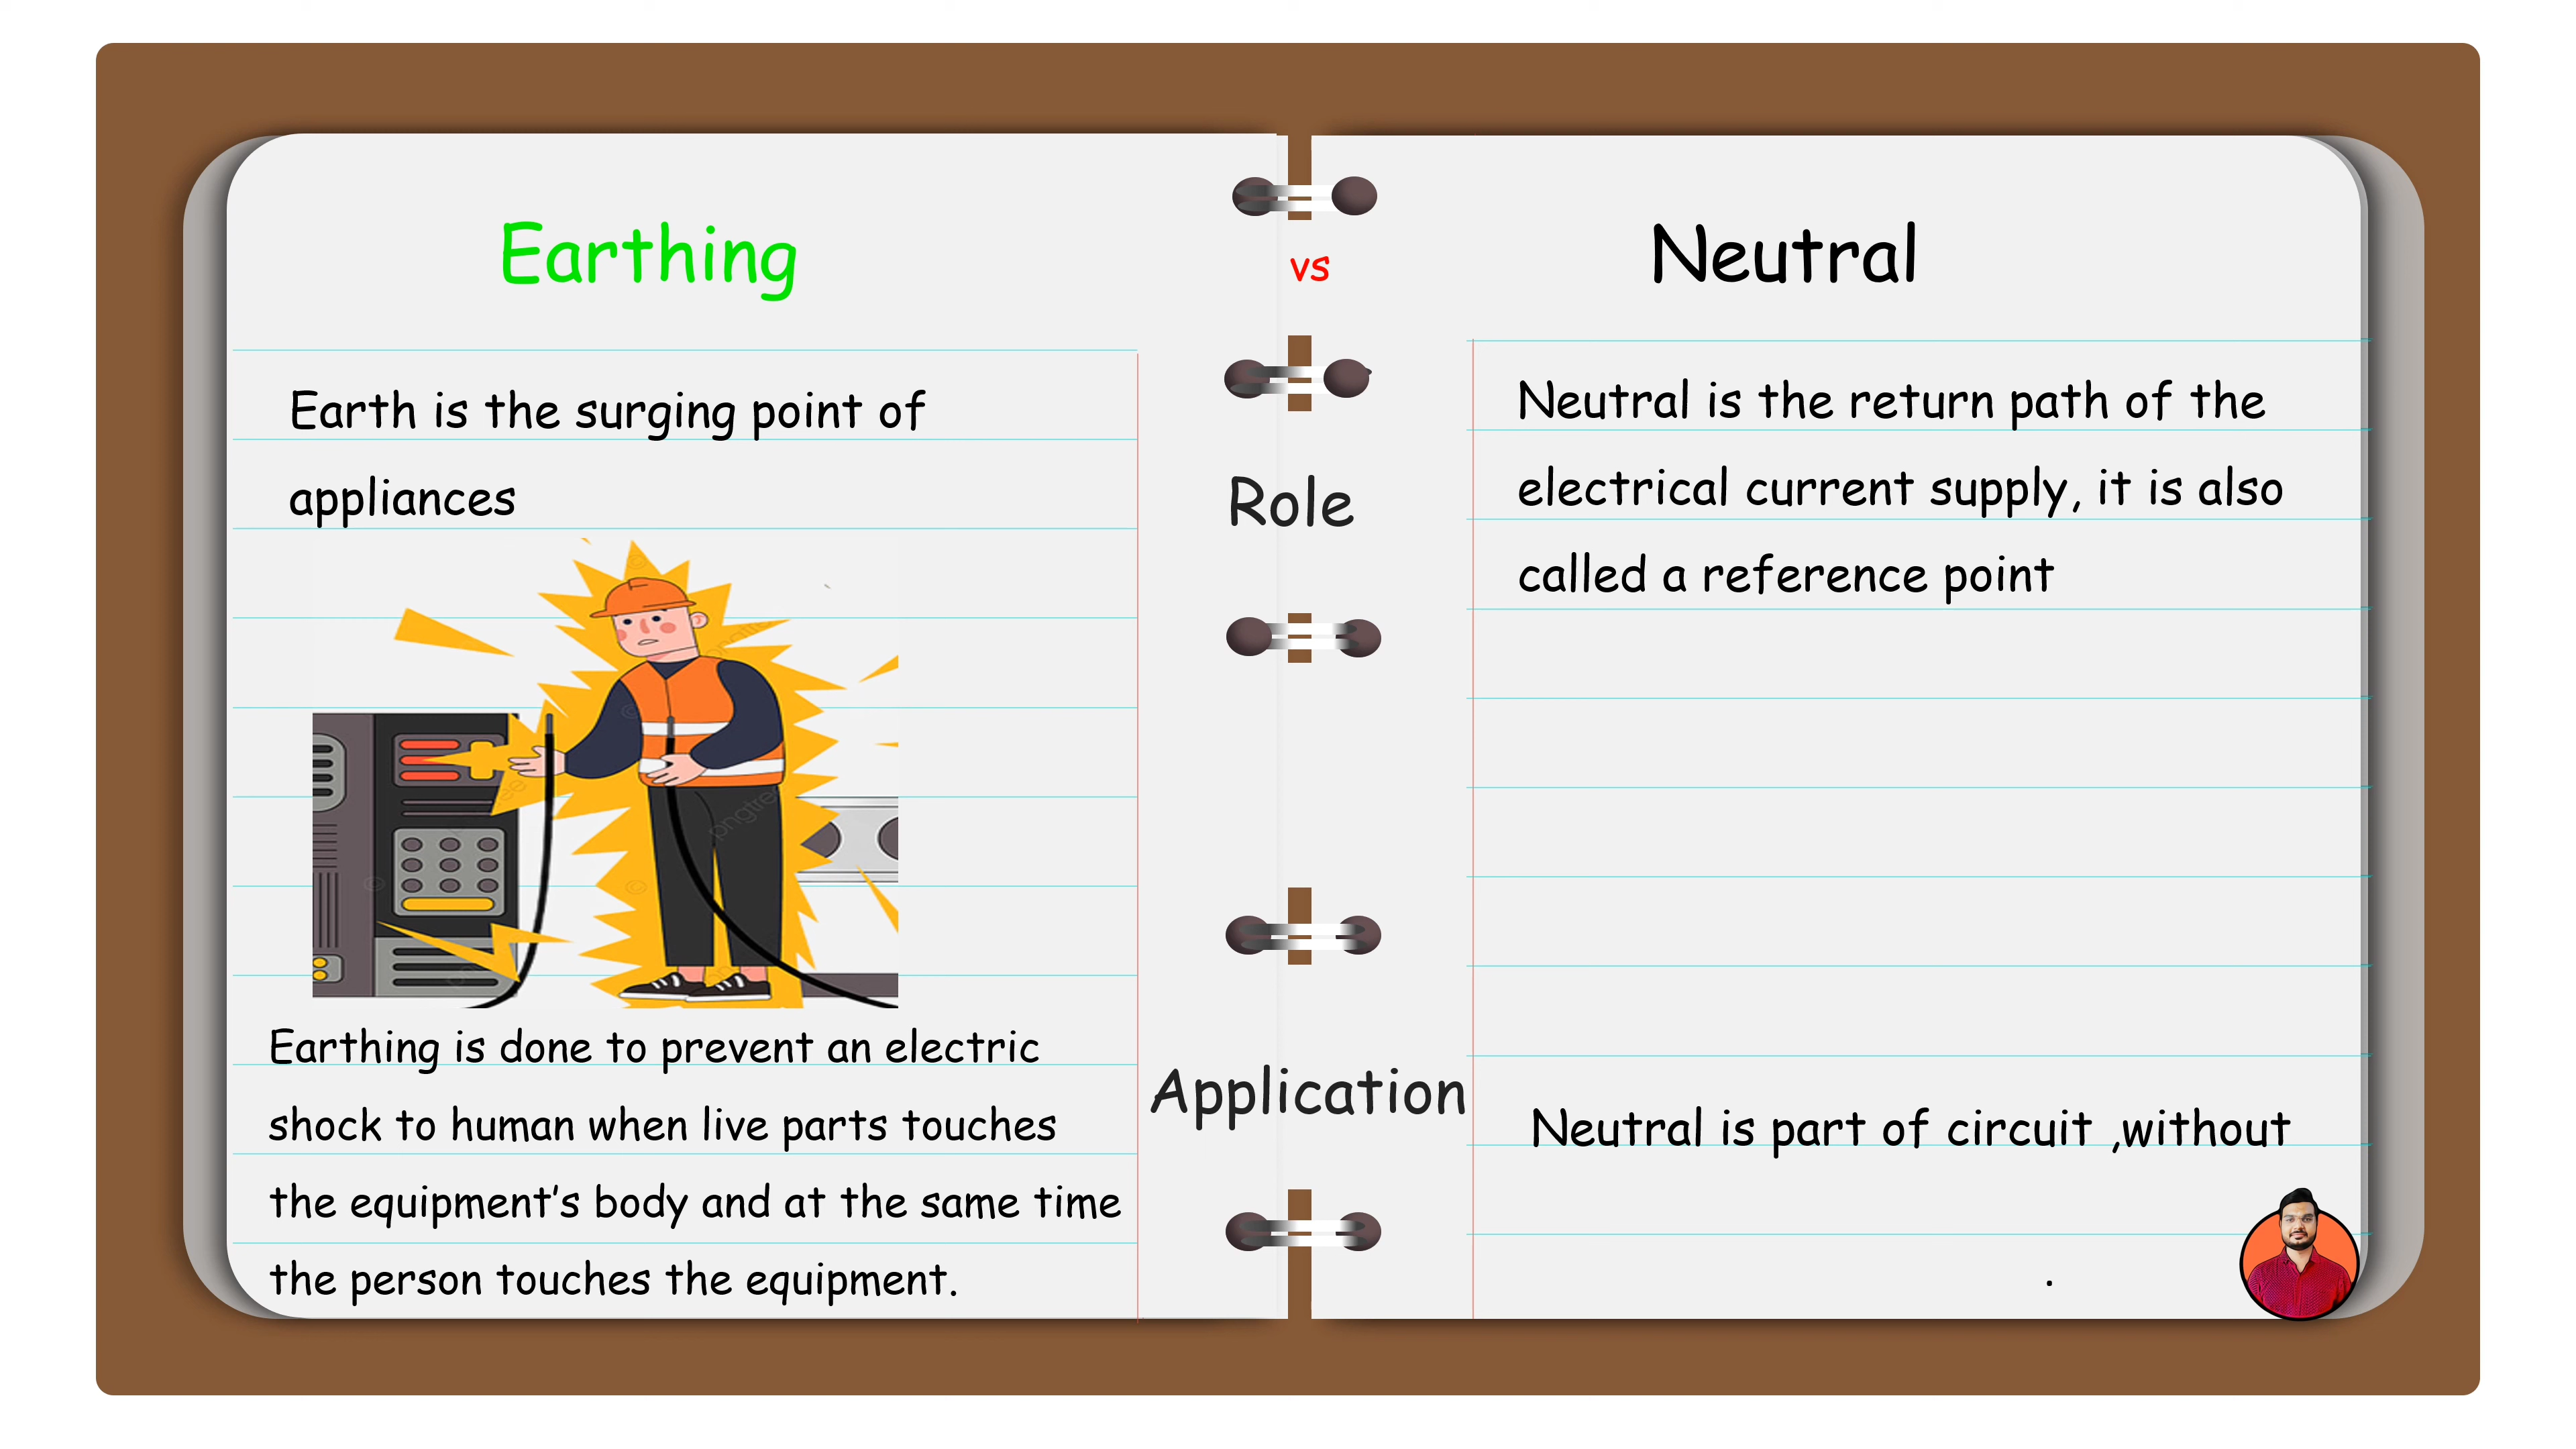 Earthing
vs
Neutral
Earth is the surging point of
appliances
Role
Neutral is the return path of the
electrical current supply, it is also
called a reference point
Earthing is done to prevent an electric
shock to human when live parts touches
the equipment's body and at the same time
the person touches the equipment.
Application
Neutral is part of circuit ,without
.
pngtree